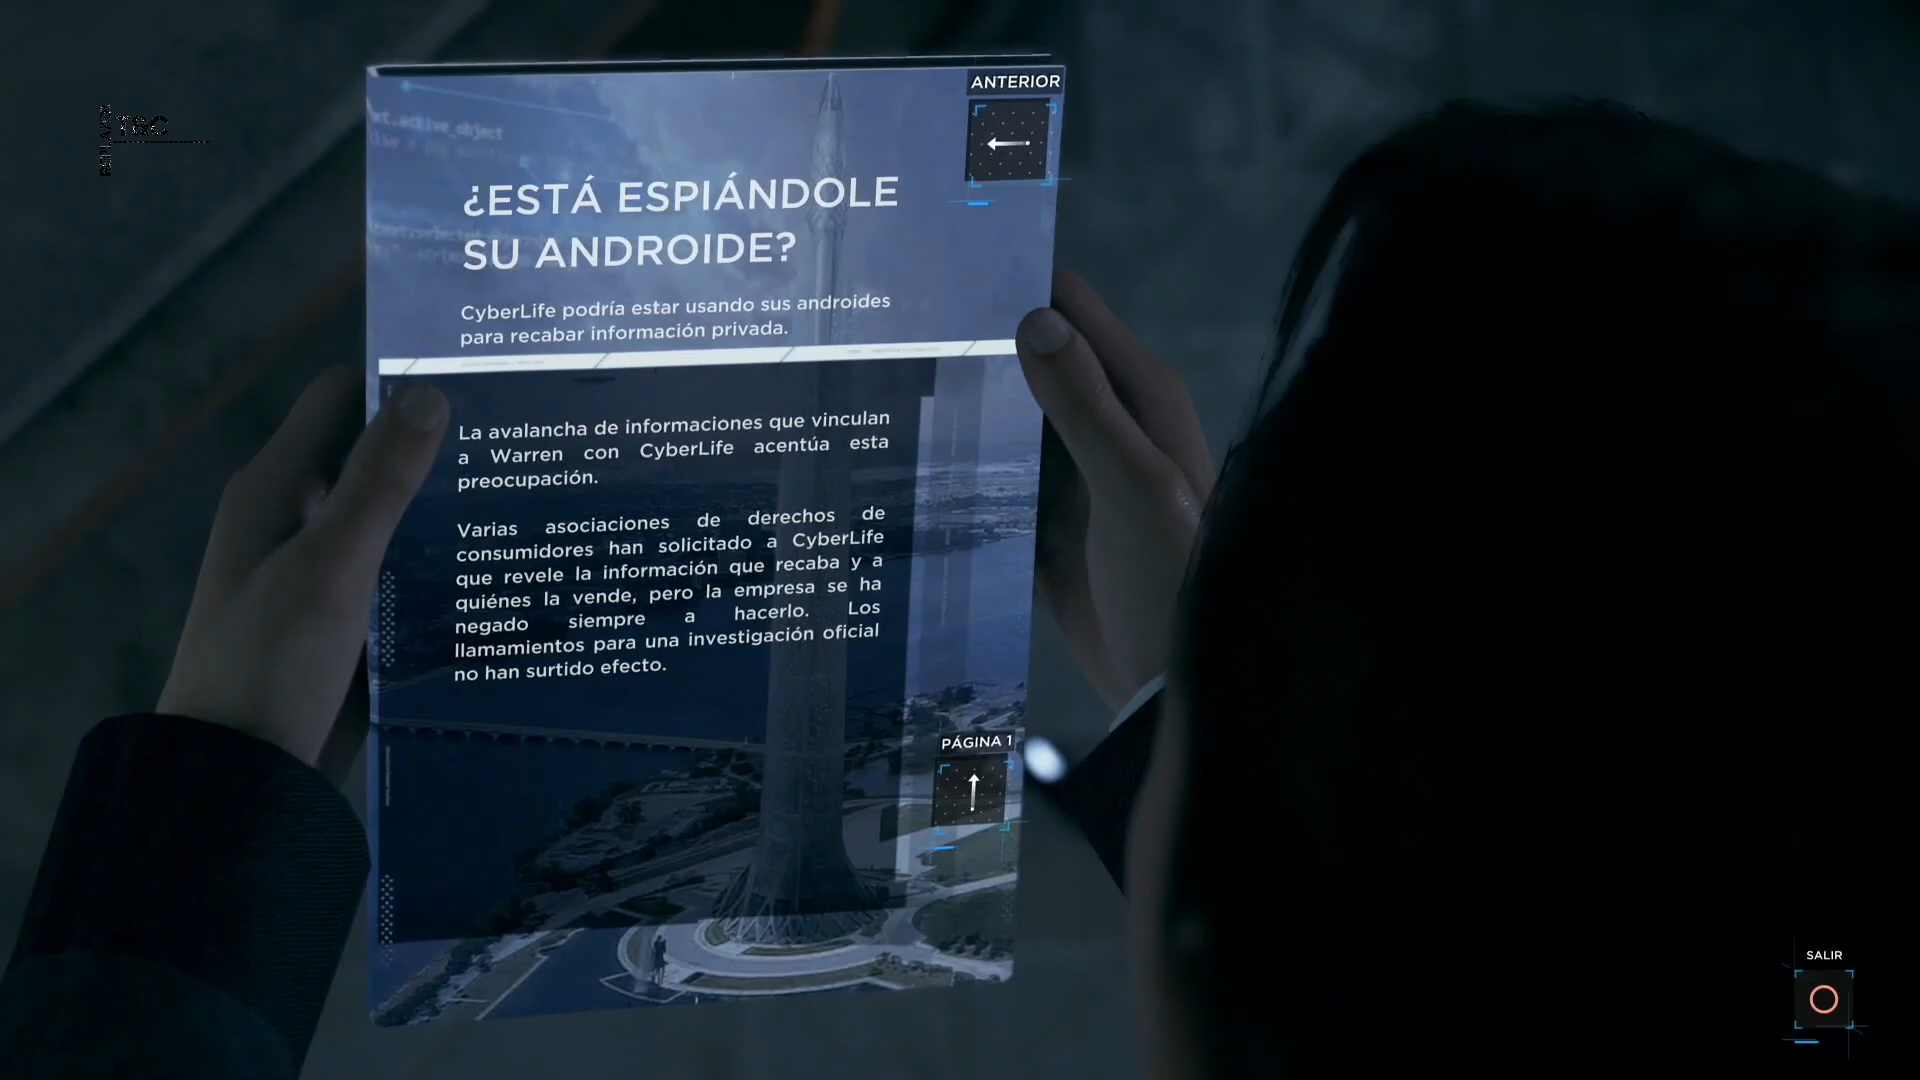 ANTERIOR
T&C
¿ESTÁ ESPIÁNDOLE
SU ANDROIDE?
CyberLife podría estar usando sus androides
para recabar información privada.
La avalancha de informaciones que vinculan
a Warren con CyberLife acentúa esta
preocupación.
Varias asociaciones de derechos de
consumidores han solicitado a CyberLife
que revele la información que recaba y a
quiénes la vende, pero la empresa se ha
negado siempre a hacerlo. Los
llamamientos para una investigación oficial
no han surtido efecto.
PÁGINA 1
SALIR